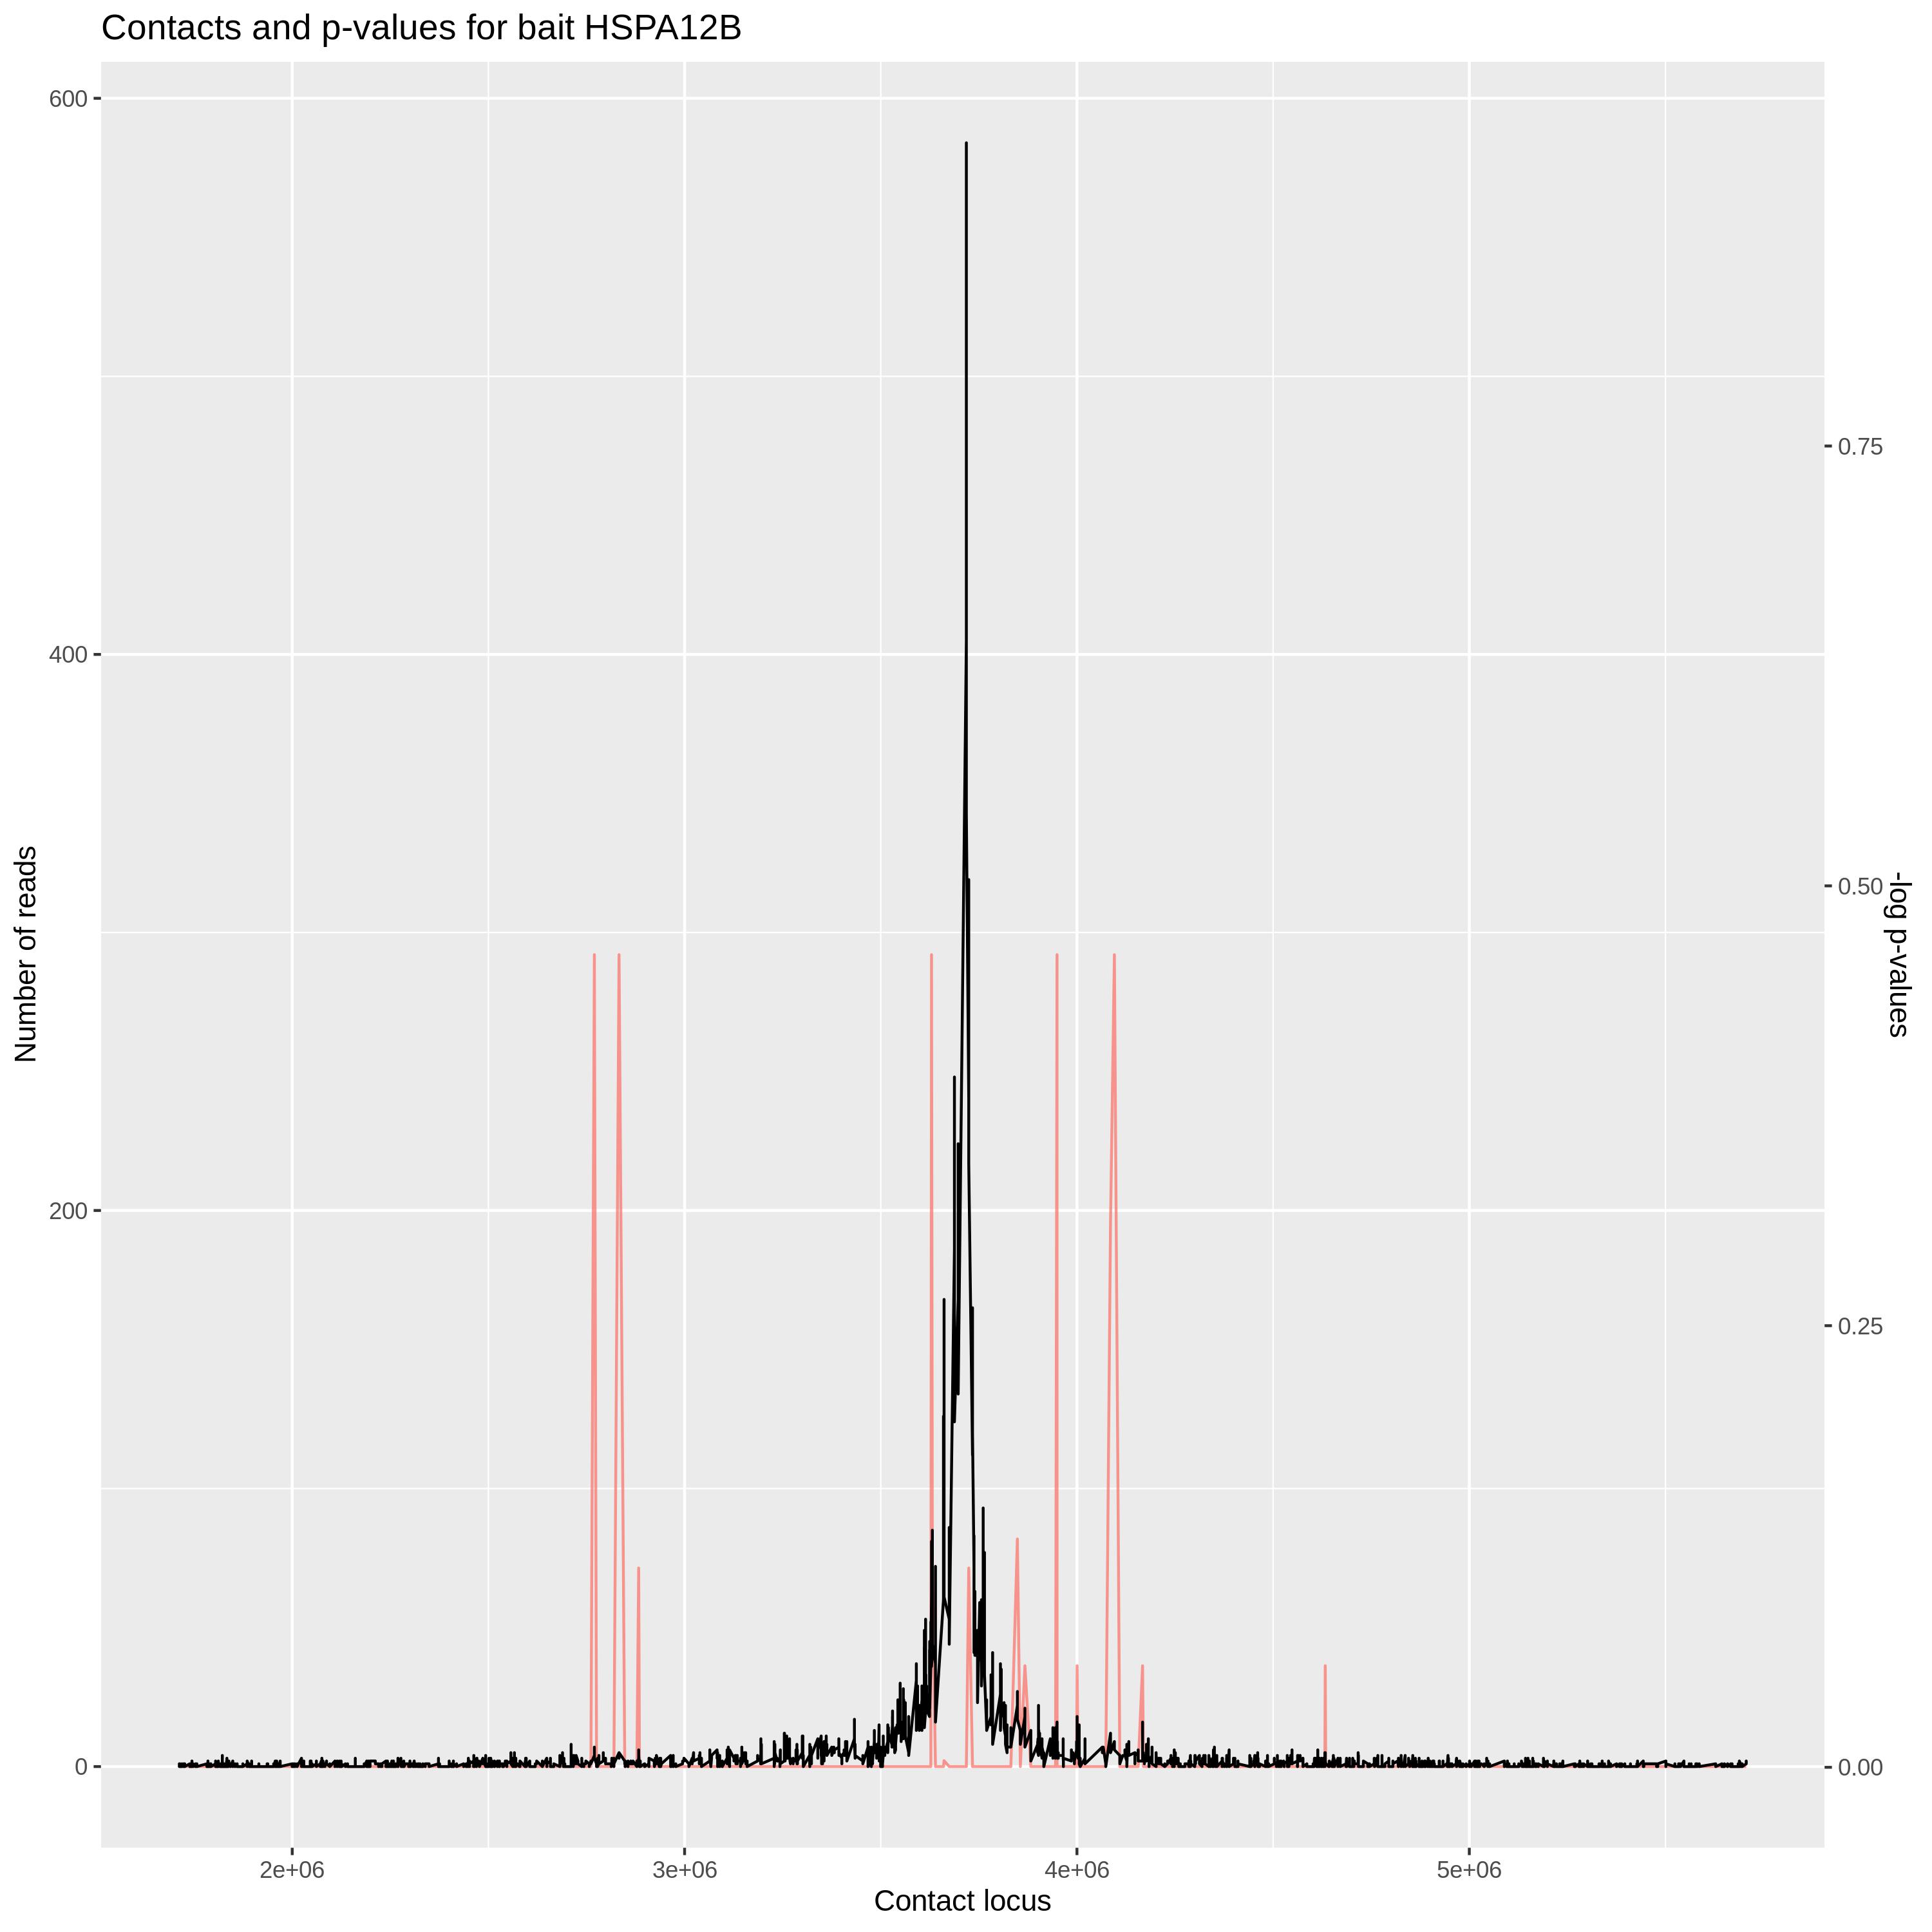 Contacts and p-values for bait HSPA12B
600
400
200
0
Number of reads
0.75
0.50
0.25
0.00
-log p-values
2e+06
3e+06
4e+06
5e+06
Contact locus